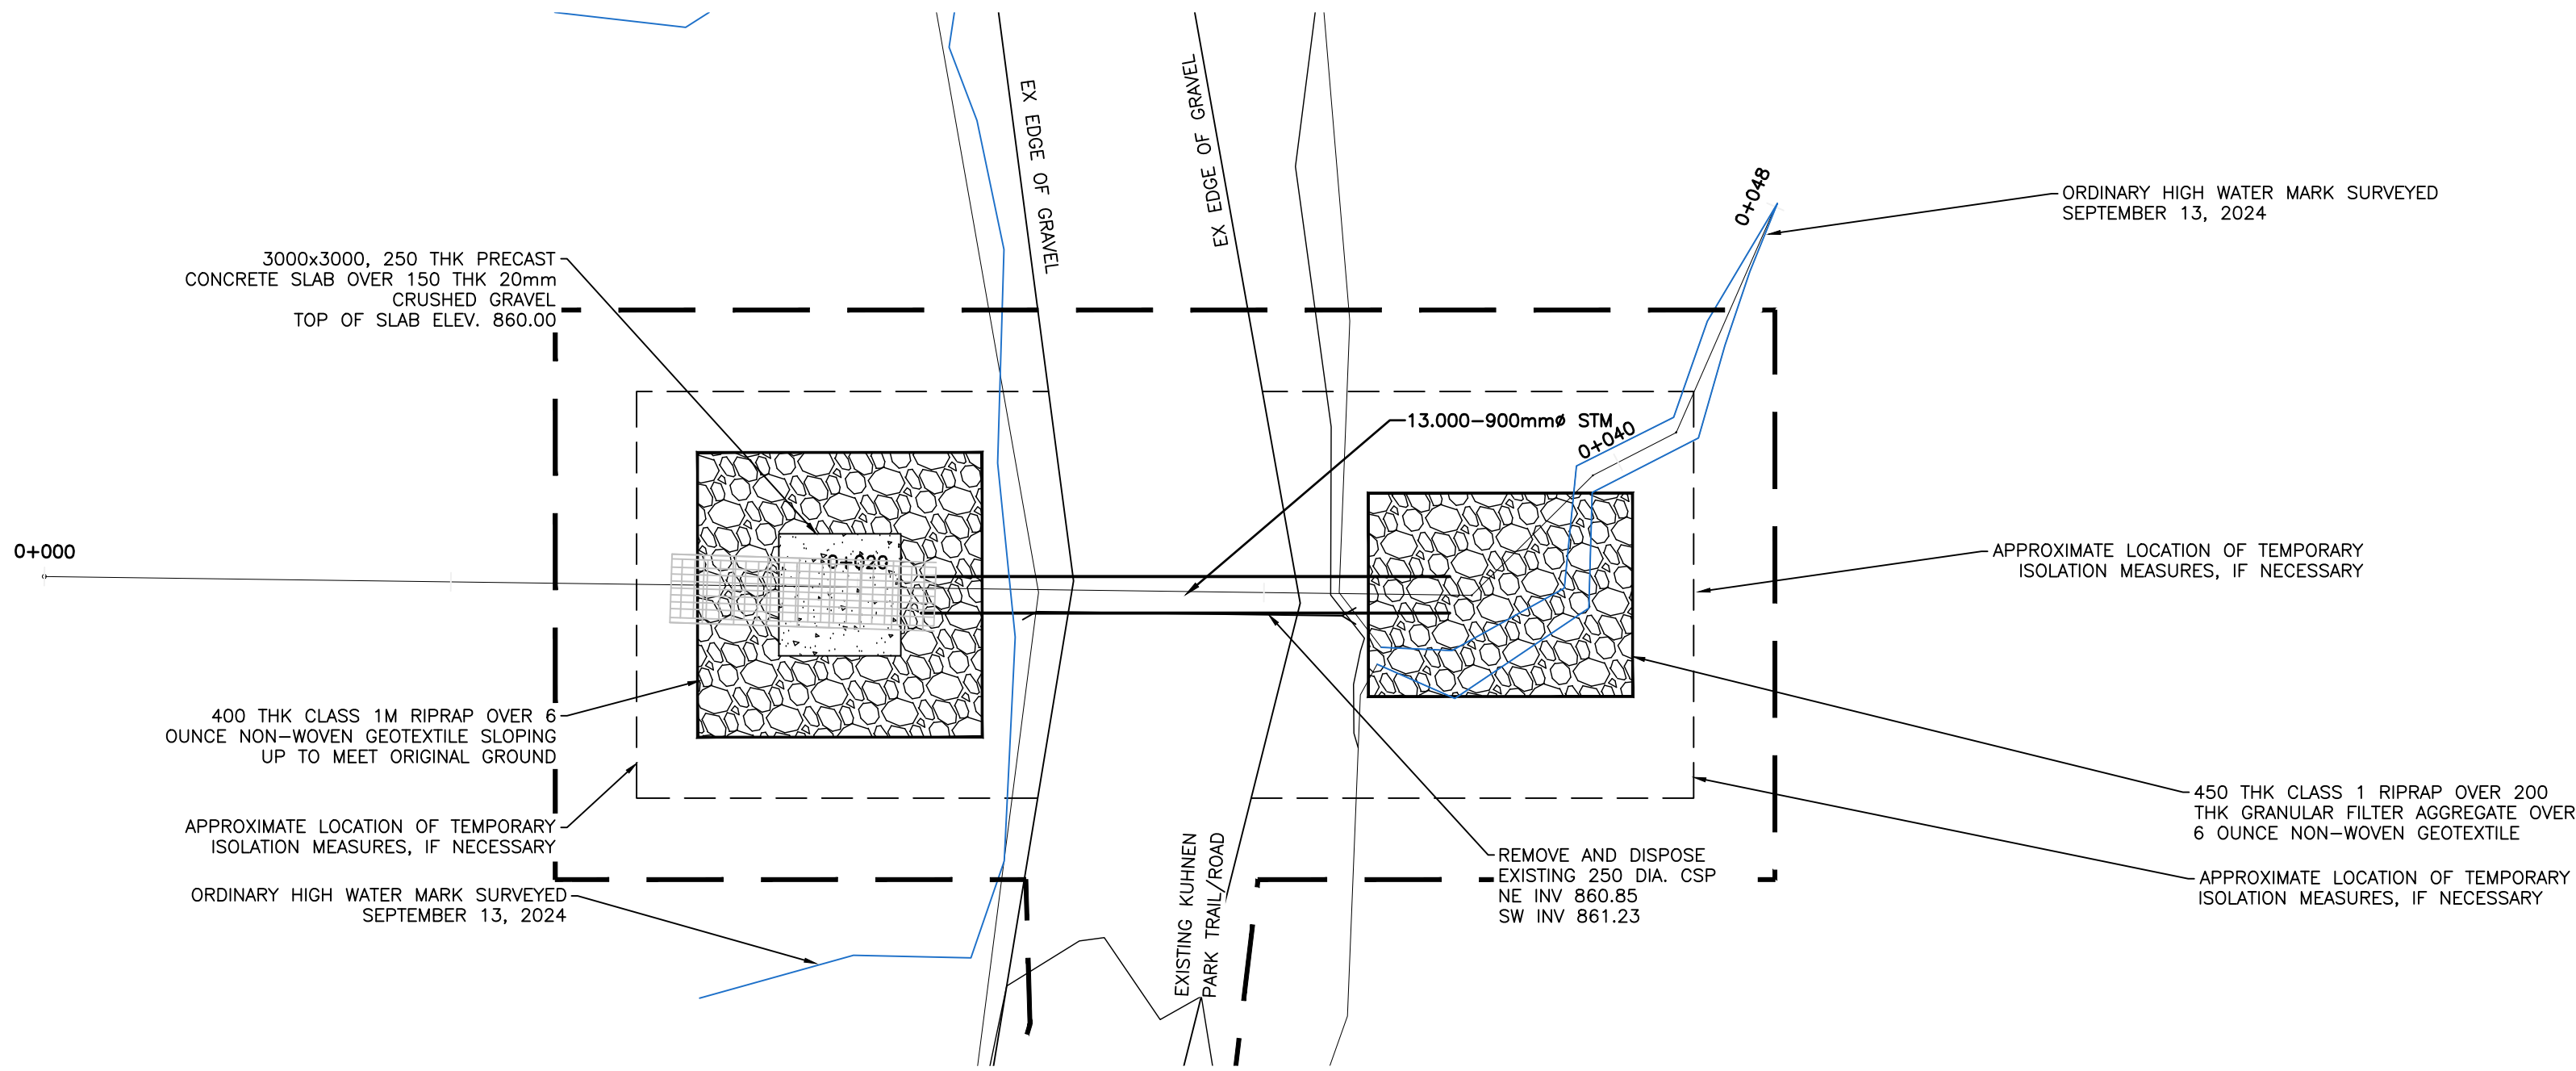 EX EDGE OF GRAVEL
EX EDGE OF GRAVEL
0+048
ORDINARY HIGH WATER MARK SURVEYED
SEPTEMBER 13, 2024
3000x3000, 250 THK PRECAST
CONCRETE SLAB OVER 150 THK 20mm
CRUSHED GRAVEL
TOP OF SLAB ELEV. 860.00
13.000-900mmø STM
0+040
0+000
0+020
APPROXIMATE LOCATION OF TEMPORARY
ISOLATION MEASURES, IF NECESSARY
400 THK CLASS 1M RIPRAP OVER 6
OUNCE NON-WOVEN GEOTEXTILE SLOPING
UP TO MEET ORIGINAL GROUND
450 THK CLASS 1 RIPRAP OVER 200
THK GRANULAR FILTER AGGREGATE OVER
6 OUNCE NON-WOVEN GEOTEXTILE
APPROXIMATE LOCATION OF TEMPORARY
ISOLATION MEASURES, IF NECESSARY
EXISTING KUHNEN
PARK TRAIL/ROAD
REMOVE AND DISPOSE
EXISTING 250 DIA. CSP
NE INV 860.85
SW INV 861.23
APPROXIMATE LOCATION OF TEMPORARY
ISOLATION MEASURES, IF NECESSARY
ORDINARY HIGH WATER MARK SURVEYED
SEPTEMBER 13, 2024